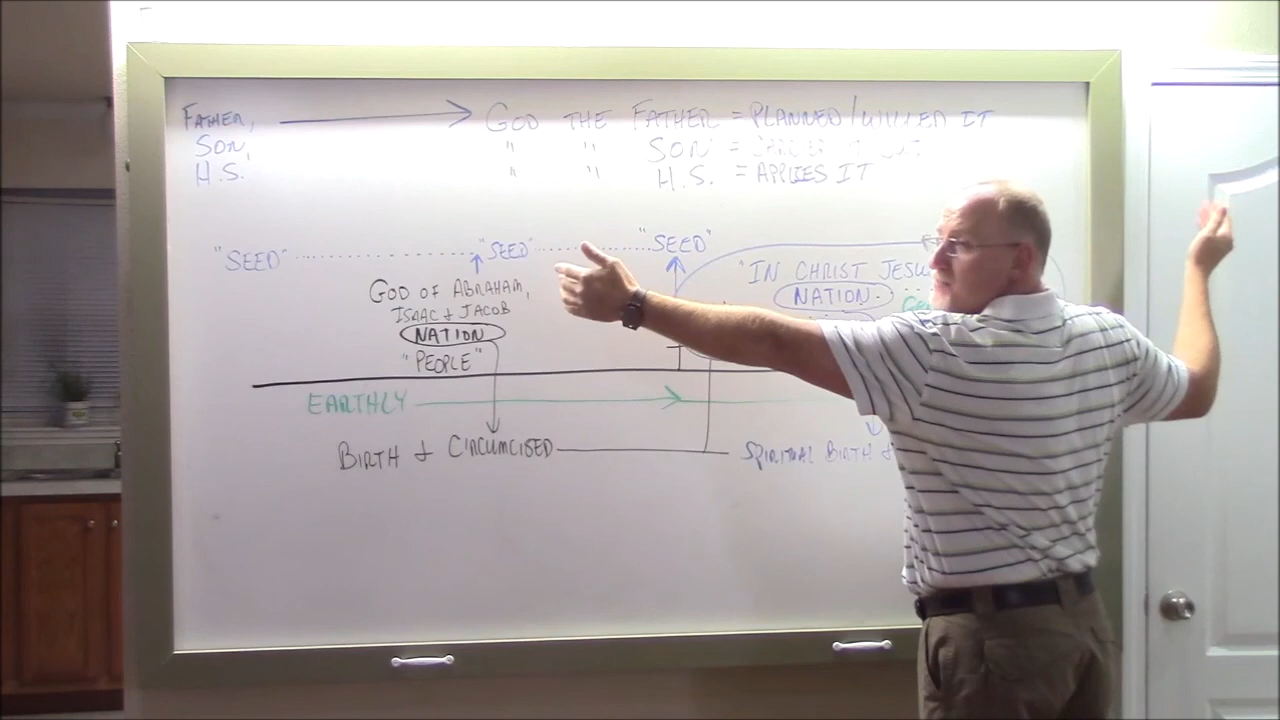 FATHER, → GOD THE FATHER = PLANNED/WILLED IT
SON, " " SON =
H.S. " " H.S. = APPLIES IT
"SEED" "SEED" "SEED"
GOD OF ABRAHAM,
ISAAC & JACOB
NATION
"PEOPLE"
"IN CHRIST JESU
NATION
EARTHLY
BIRTH & CIRCUMCISED
SPIRITUAL BIRTH &